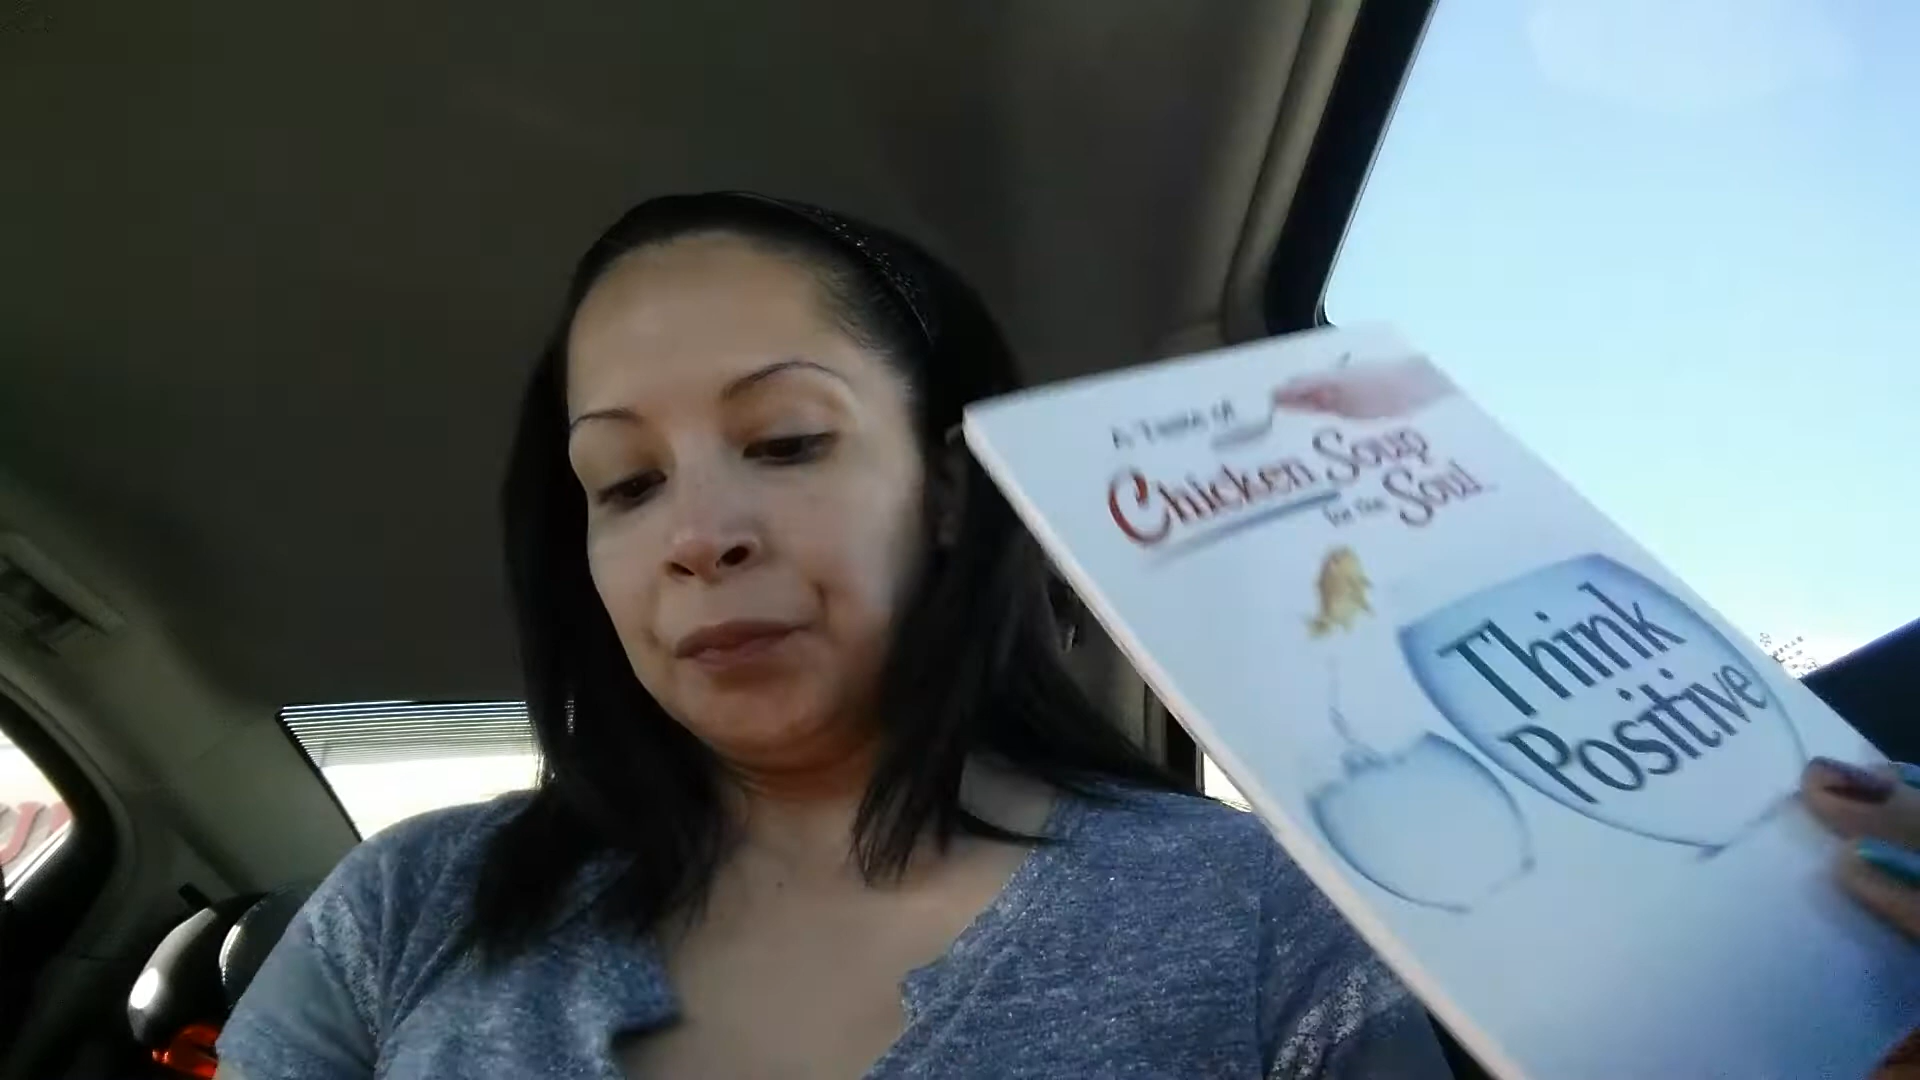 A Taste of
Chicken Soup
for the Soul
Think
Positive